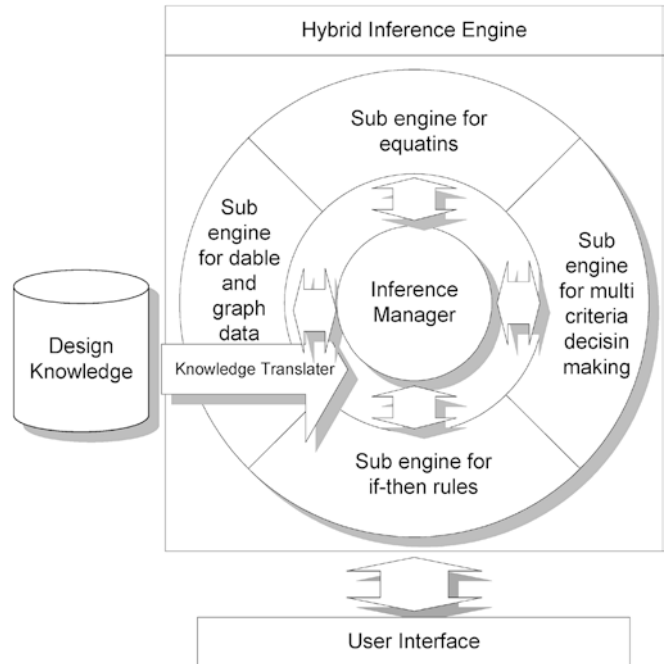 Hybrid Inference Engine
Sub engine for
equatins
Sub
engine
for dable
and
graph
data
Inference
Manager
Sub
engine
for multi
criteria
decisin
making
Design
Knowledge
Knowledge Translater
Sub engine for
if-then rules
User Interface